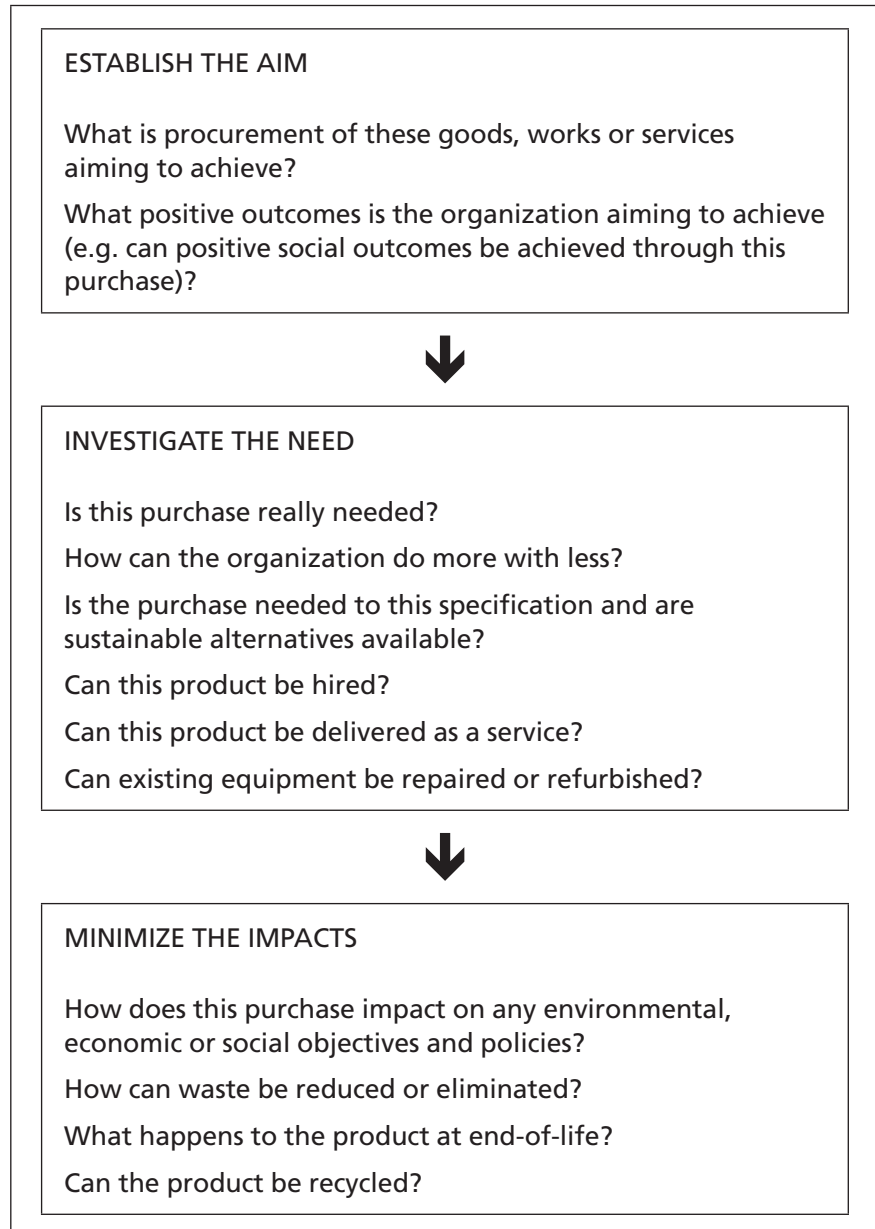 ESTABLISH THE AIM
What is procurement of these goods, works or services
aiming to achieve?
What positive outcomes is the organization aiming to achieve
(e.g. can positive social outcomes be achieved through this
purchase)?
INVESTIGATE THE NEED
Is this purchase really needed?
How can the organization do more with less?
Is the purchase needed to this specification and are
sustainable alternatives available?
Can this product be hired?
Can this product be delivered as a service?
Can existing equipment be repaired or refurbished?
MINIMIZE THE IMPACTS
How does this purchase impact on any environmental,
economic or social objectives and policies?
How can waste be reduced or eliminated?
What happens to the product at end-of-life?
Can the product be recycled?